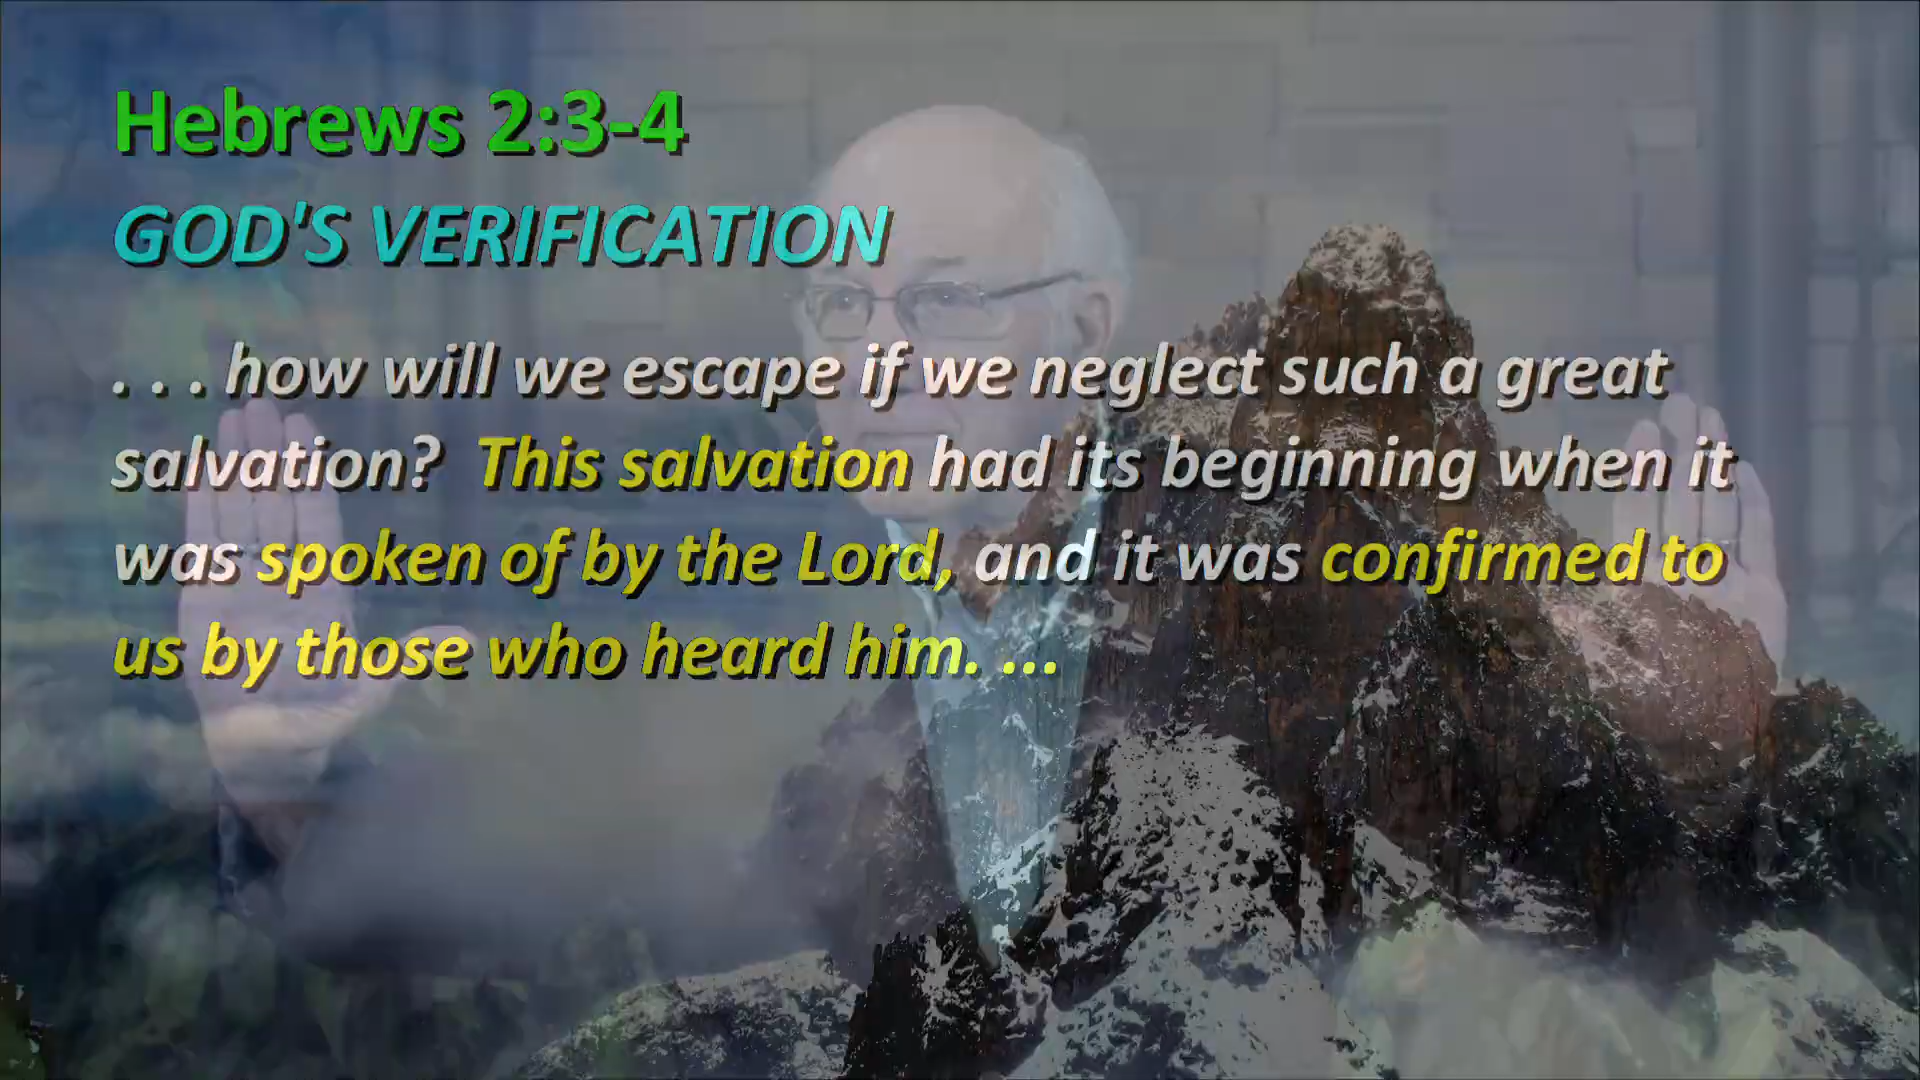 Hebrews 2:3-4
GOD'S VERIFICATION
. . . how will we escape if we neglect such a great
salvation? This salvation had its beginning when it
was spoken of by the Lord, and it was confirmed to
us by those who heard him. ...